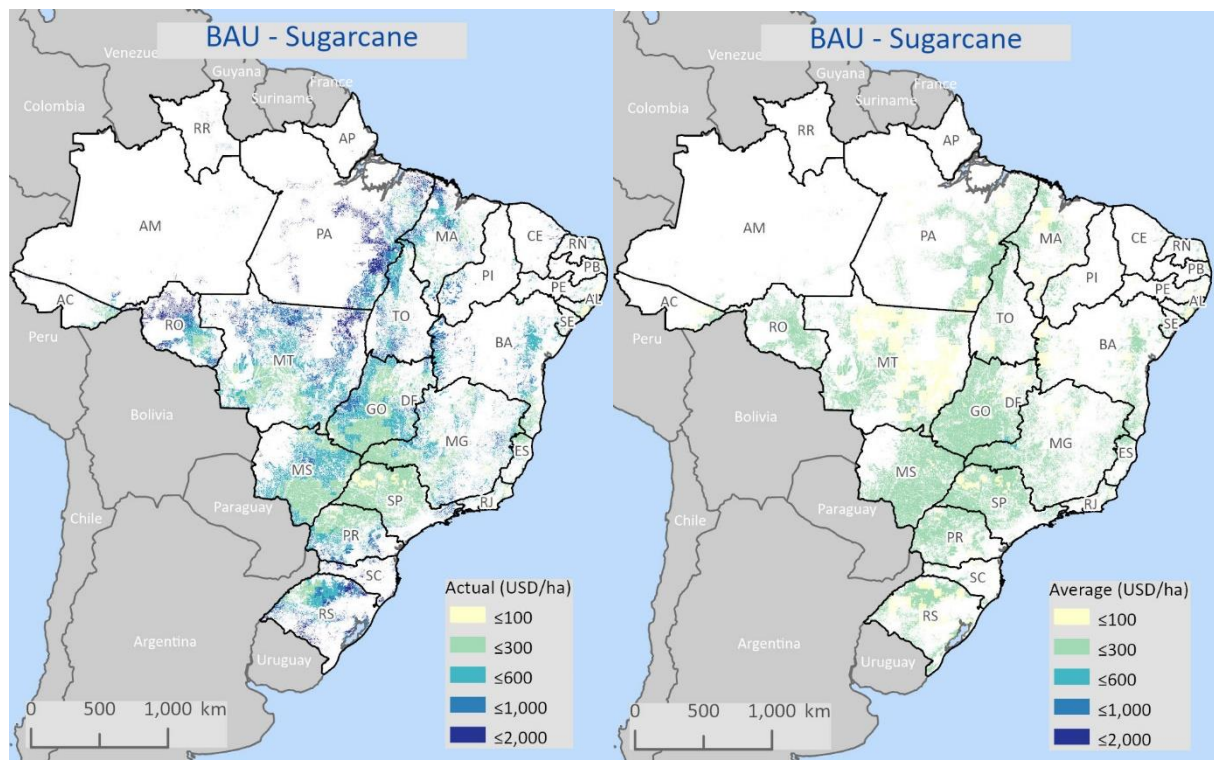 BAU - Sugarcane
Venezue
Guyana
Suriname
France
Colombia
RR
AP
AM
PA
MA
CE
RN
PB
PE
AL
SE
PI
AC
RO
TO
BA
Peru
MT
GO
DF
Bolivia
MG
ES
MS
SP
RJ
Paraguay
Chile
PR
SC
RS
Argentina
Uruguay
Actual (USD/ha)
≤100
≤300
≤600
≤1,000
≤2,000
0 500 1,000 km
BAU - Sugarcane
Venezue
Guyana
Suriname
France
Colombia
RR
AP
AM
PA
MA
CE
RN
PB
PE
AL
SE
PI
AC
RO
TO
BA
Peru
MT
GO
DF
Bolivia
MG
ES
MS
SP
RJ
Paraguay
Chile
PR
SC
RS
Argentina
Uruguay
Average (USD/ha)
≤100
≤300
≤600
≤1,000
≤2,000
0 500 1,000 km